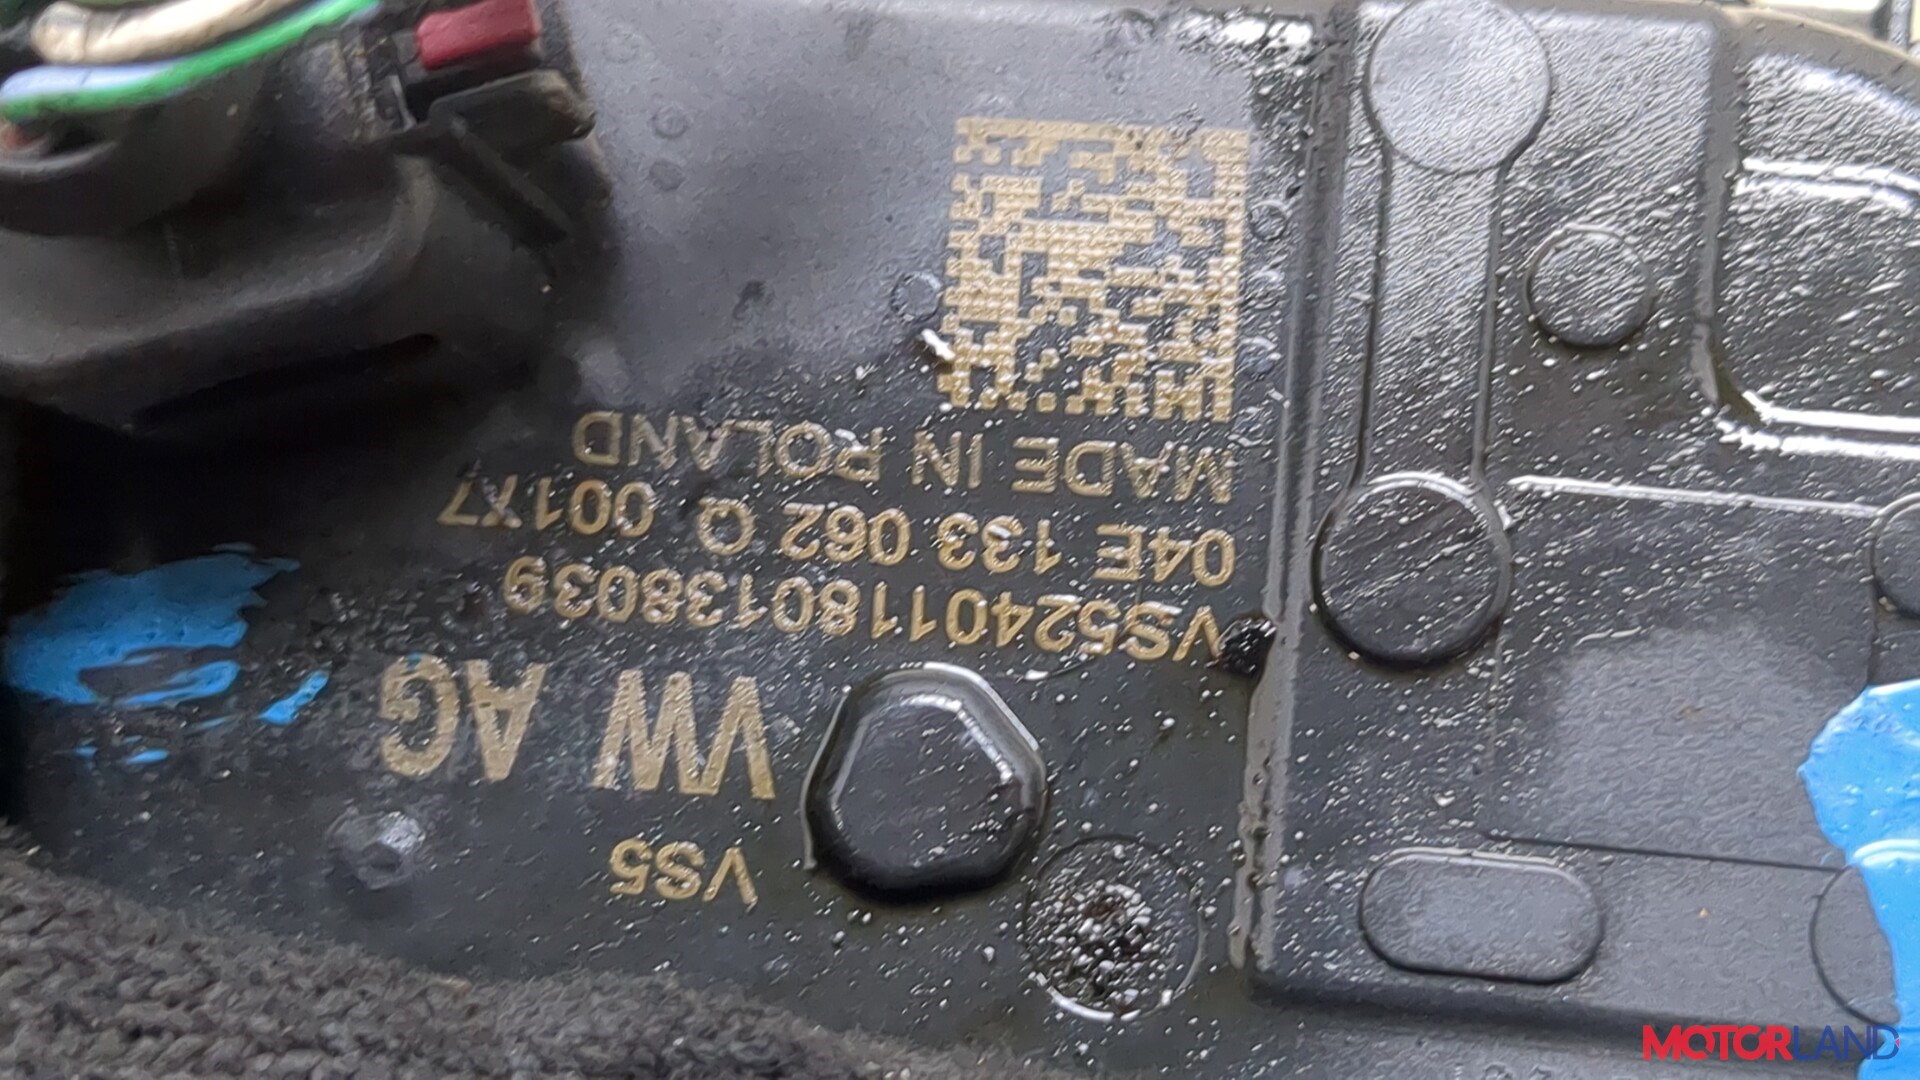 VS5
VW AG
VS52401180138039
04E 133 062 Q 001X7
MADE IN POLAND
MOTORLAND